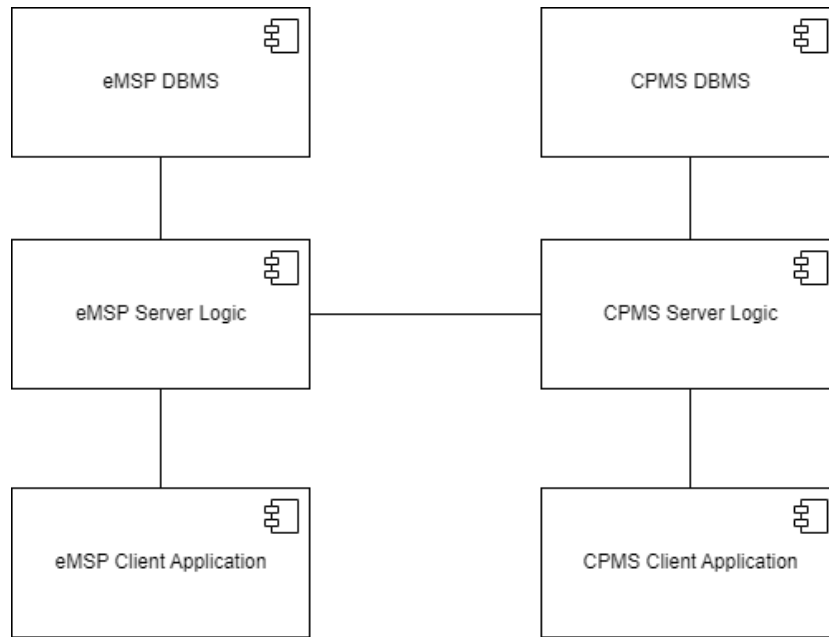 eMSP DBMS
CPMS DBMS
eMSP Server Logic
CPMS Server Logic
eMSP Client Application
CPMS Client Application